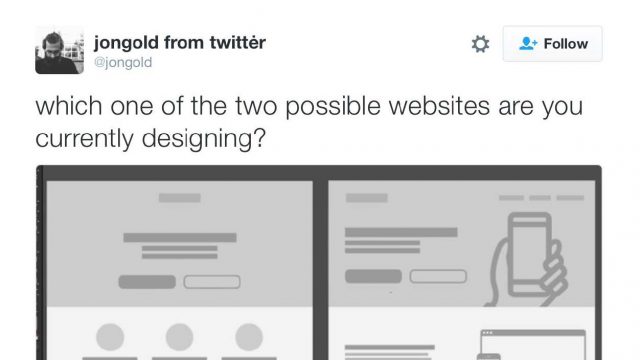 jongold from twittėr
@jongold
Follow
which one of the two possible websites are you
currently designing?